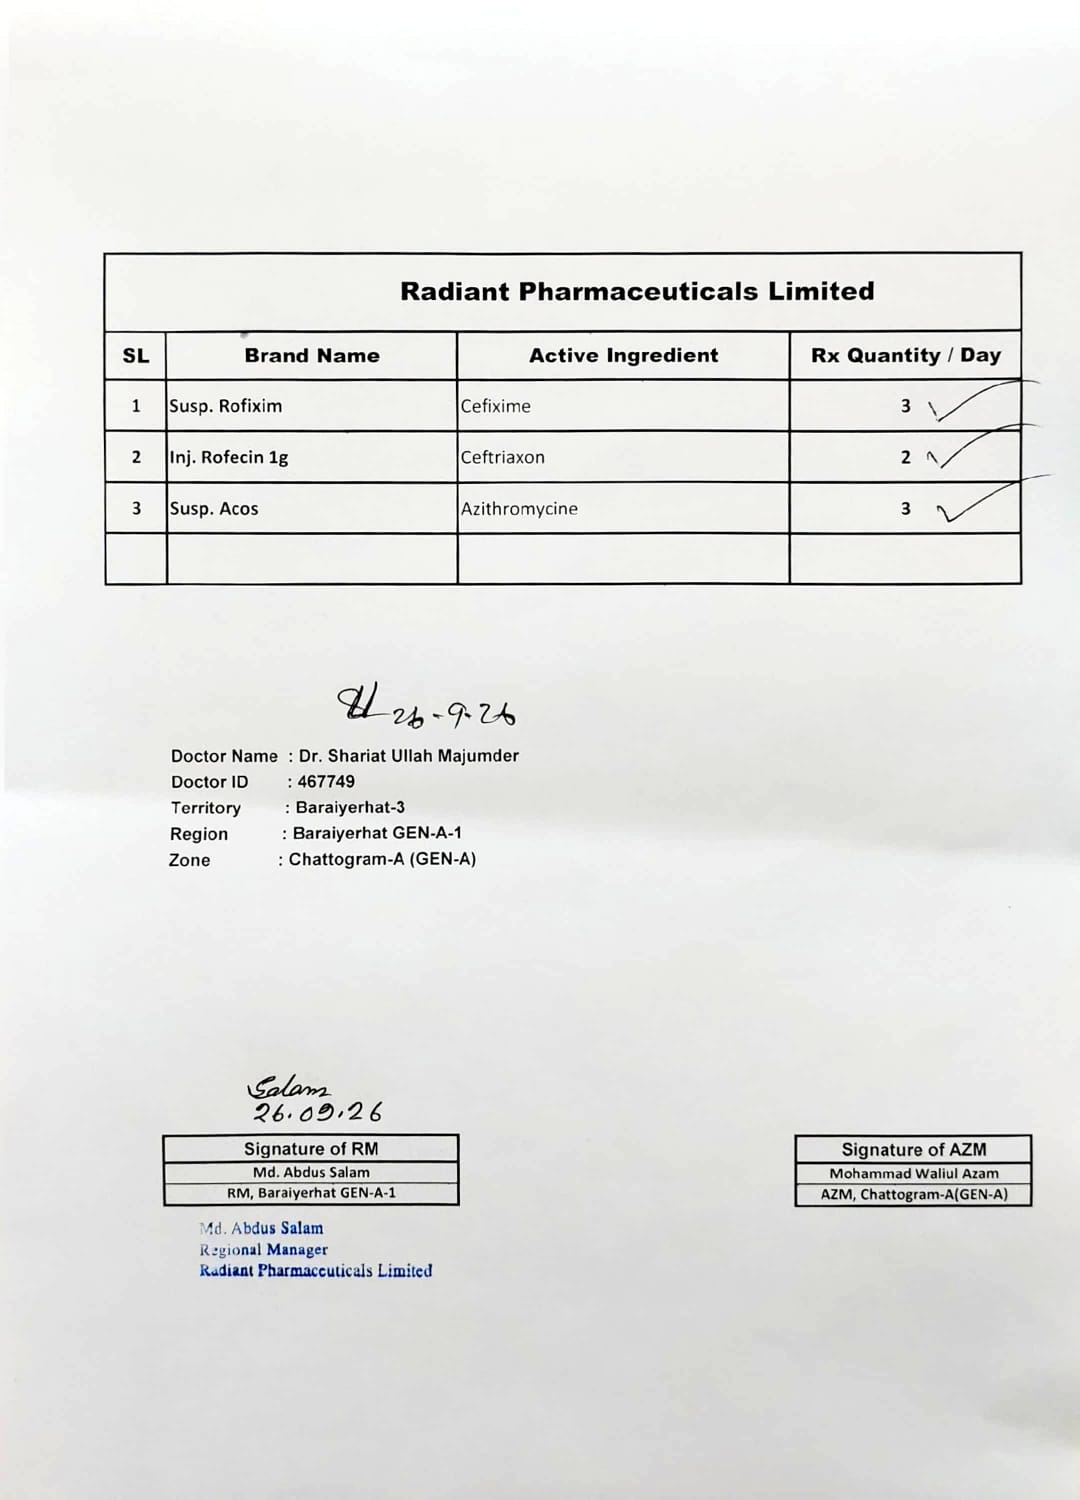 Radiant Pharmaceuticals Limited
SL Brand Name Active Ingredient Rx Quantity / Day
1 Susp. Rofixim Cefixime 3
2 Inj. Rofecin 1g Ceftriaxon 2
3 Susp. Acos Azithromycine 3
26-9-26
Doctor Name : Dr. Shariat Ullah Majumder
Doctor ID : 467749
Territory : Baraiyerhat-3
Region : Baraiyerhat GEN-A-1
Zone : Chattogram-A (GEN-A)
Salam
26.09.26
Signature of RM
Md. Abdus Salam
RM, Baraiyerhat GEN-A-1
Md. Abdus Salam
Regional Manager
Radiant Pharmaceuticals Limited
Signature of AZM
Mohammad Waliul Azam
AZM, Chattogram-A(GEN-A)